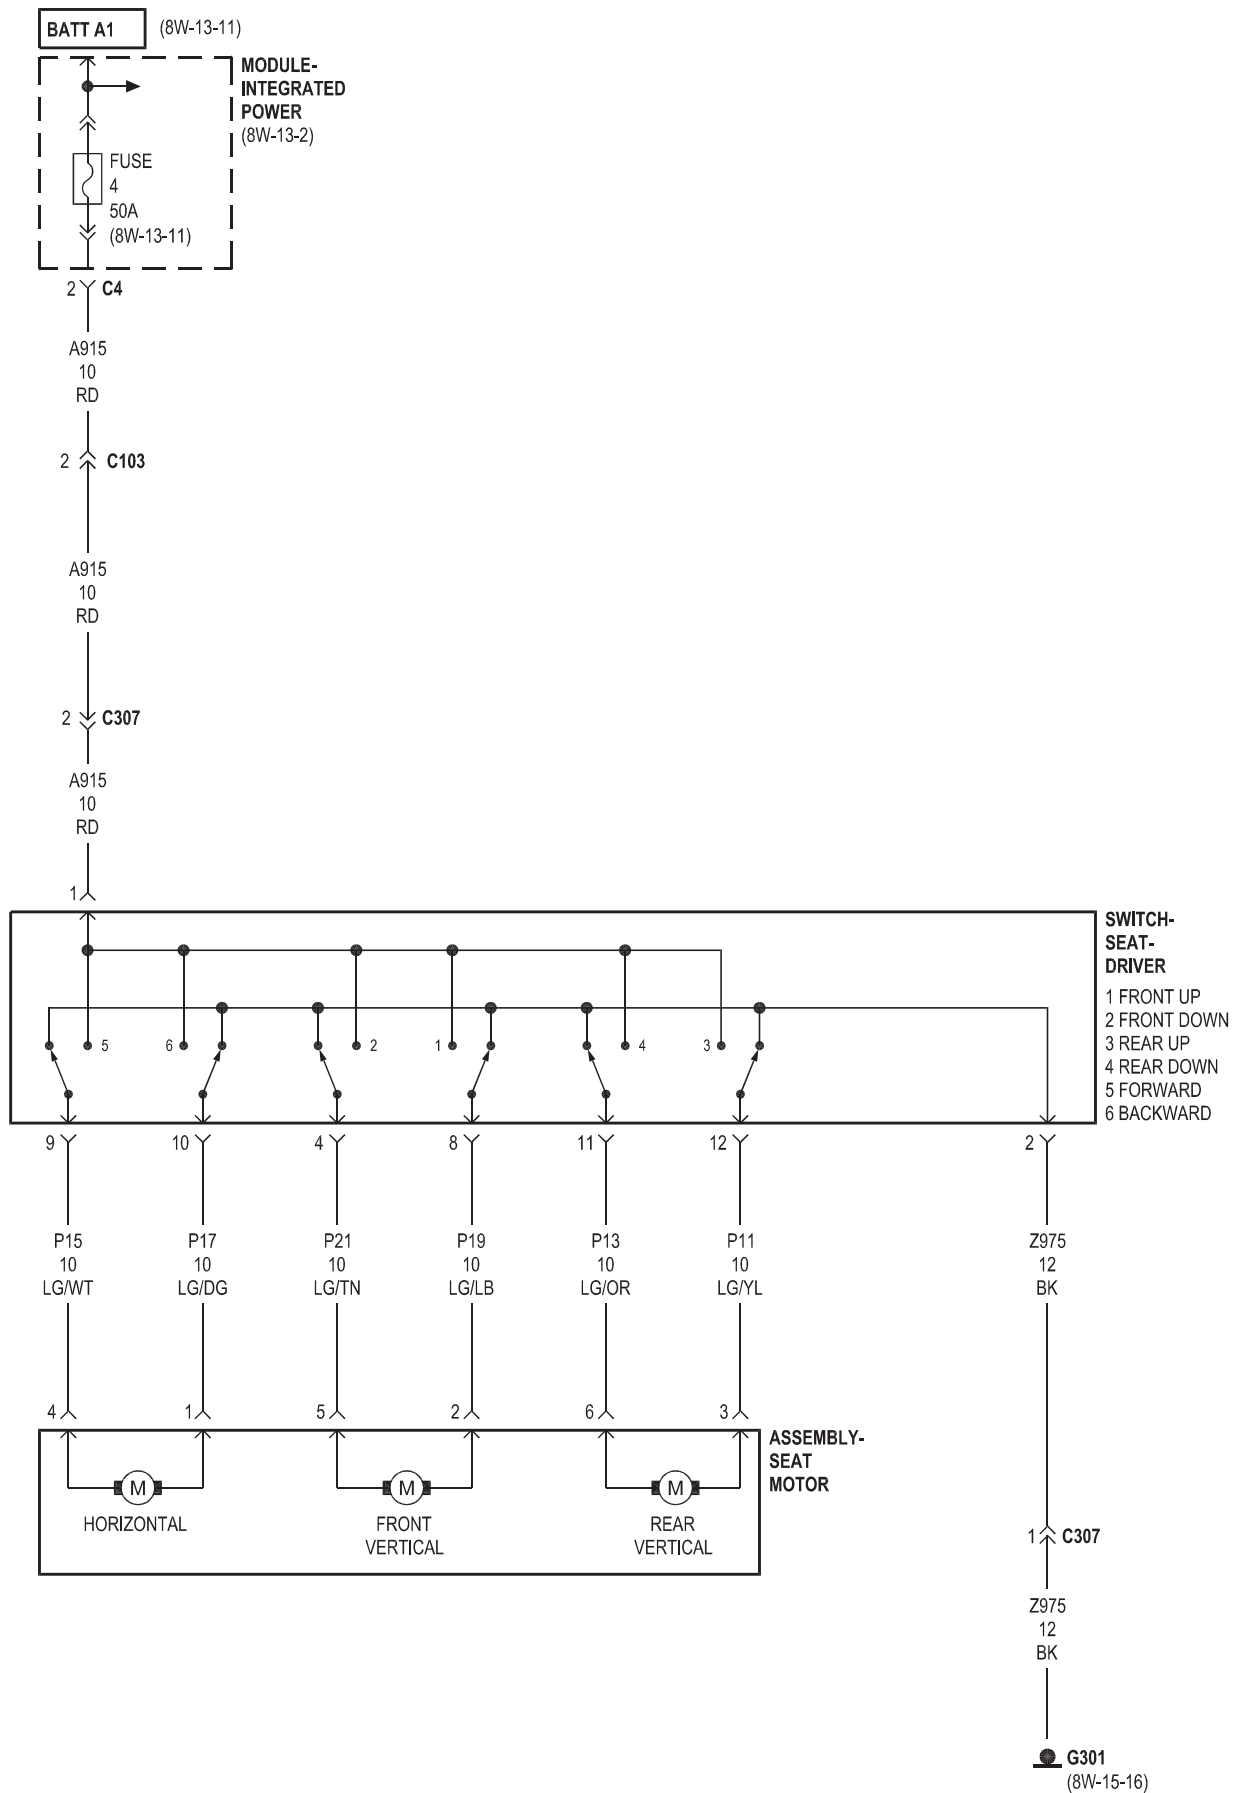 BATT A1 (8W-13-11)
MODULE-
INTEGRATED
POWER
(8W-13-2)
FUSE
4
50A
(8W-13-11)
2 C4
A915
10
RD
2 C103
A915
10
RD
2 C307
A915
10
RD
1
SWITCH-
SEAT-
DRIVER
1 FRONT UP
2 FRONT DOWN
3 REAR UP
4 REAR DOWN
5 FORWARD
6 BACKWARD
5 6 2 1 4 3
9 10 4 8 11 12 2
P15 P17 P21 P19 P13 P11 Z975
10 10 10 10 10 10 12
LG/WT LG/DG LG/TN LG/LB LG/OR LG/YL BK
4 1 5 2 6 3
ASSEMBLY-
SEAT
MOTOR
M M M
HORIZONTAL FRONT REAR
VERTICAL VERTICAL
1 C307
Z975
12
BK
G301
(8W-15-16)